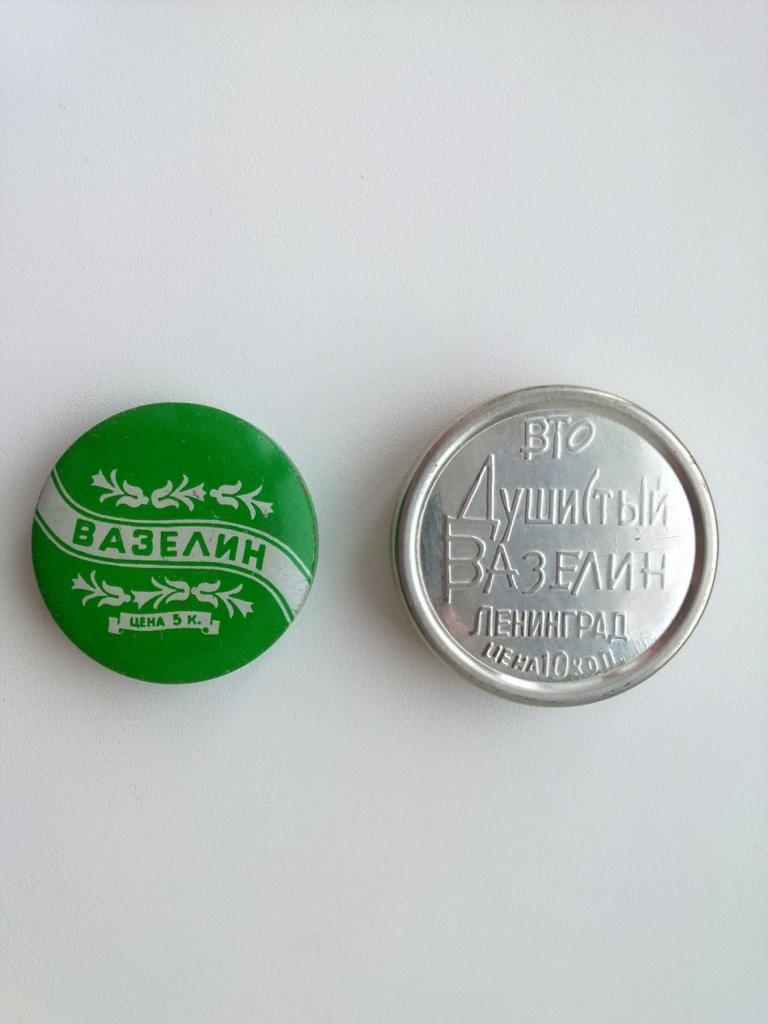 ВАЗЕЛИН
ЦЕНА 5 К.
ВТО
Душистый
ВАЗЕЛИН
ЛЕНИНГРАД
ЦЕНА 10 КОП.